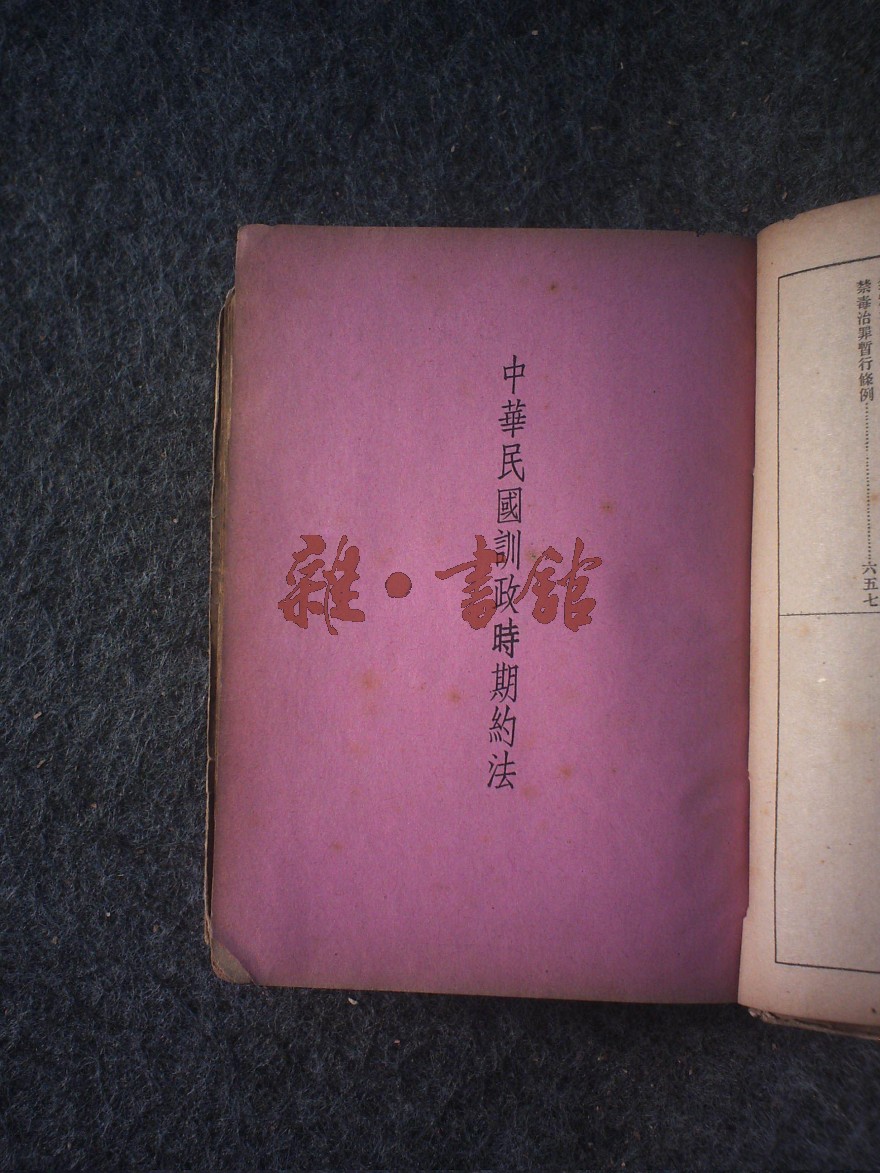 禁毒治罪暫行條例……………………六五七
中華民國訓政時期約法
雜·書館